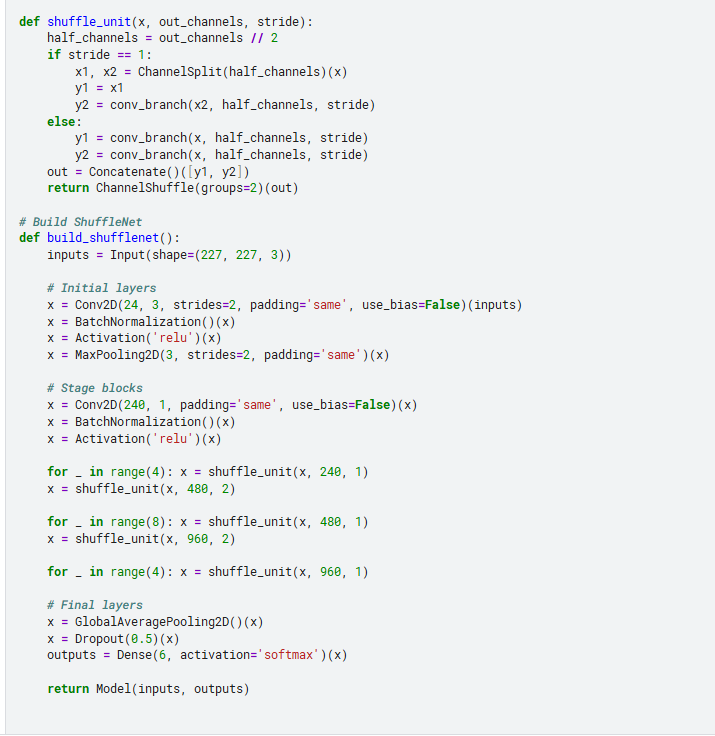 def shuffle_unit(x, out_channels, stride):
    half_channels = out_channels // 2
    if stride == 1:
        x1, x2 = ChannelSplit(half_channels)(x)
        y1 = x1
        y2 = conv_branch(x2, half_channels, stride)
    else:
        y1 = conv_branch(x, half_channels, stride)
        y2 = conv_branch(x, half_channels, stride)
    out = Concatenate()([y1, y2])
    return ChannelShuffle(groups=2)(out)

# Build ShuffleNet
def build_shufflenet():
    inputs = Input(shape=(227, 227, 3))

    # Initial layers
    x = Conv2D(24, 3, strides=2, padding='same', use_bias=False)(inputs)
    x = BatchNormalization()(x)
    x = Activation('relu')(x)
    x = MaxPooling2D(3, strides=2, padding='same')(x)

    # Stage blocks
    x = Conv2D(240, 1, padding='same', use_bias=False)(x)
    x = BatchNormalization()(x)
    x = Activation('relu')(x)

    for _ in range(4): x = shuffle_unit(x, 240, 1)
    x = shuffle_unit(x, 480, 2)

    for _ in range(8): x = shuffle_unit(x, 480, 1)
    x = shuffle_unit(x, 960, 2)

    for _ in range(4): x = shuffle_unit(x, 960, 1)

    # Final layers
    x = GlobalAveragePooling2D()(x)
    x = Dropout(0.5)(x)
    outputs = Dense(6, activation='softmax')(x)

    return Model(inputs, outputs)